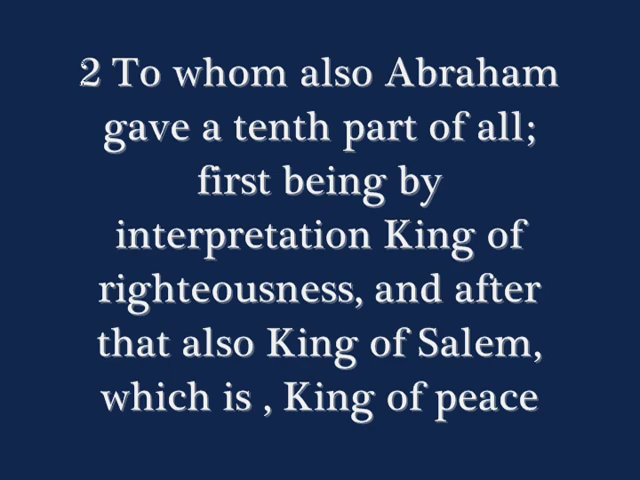 2 To whom also Abraham
gave a tenth part of all;
first being by
interpretation King of
righteousness, and after
that also King of Salem,
which is , King of peace